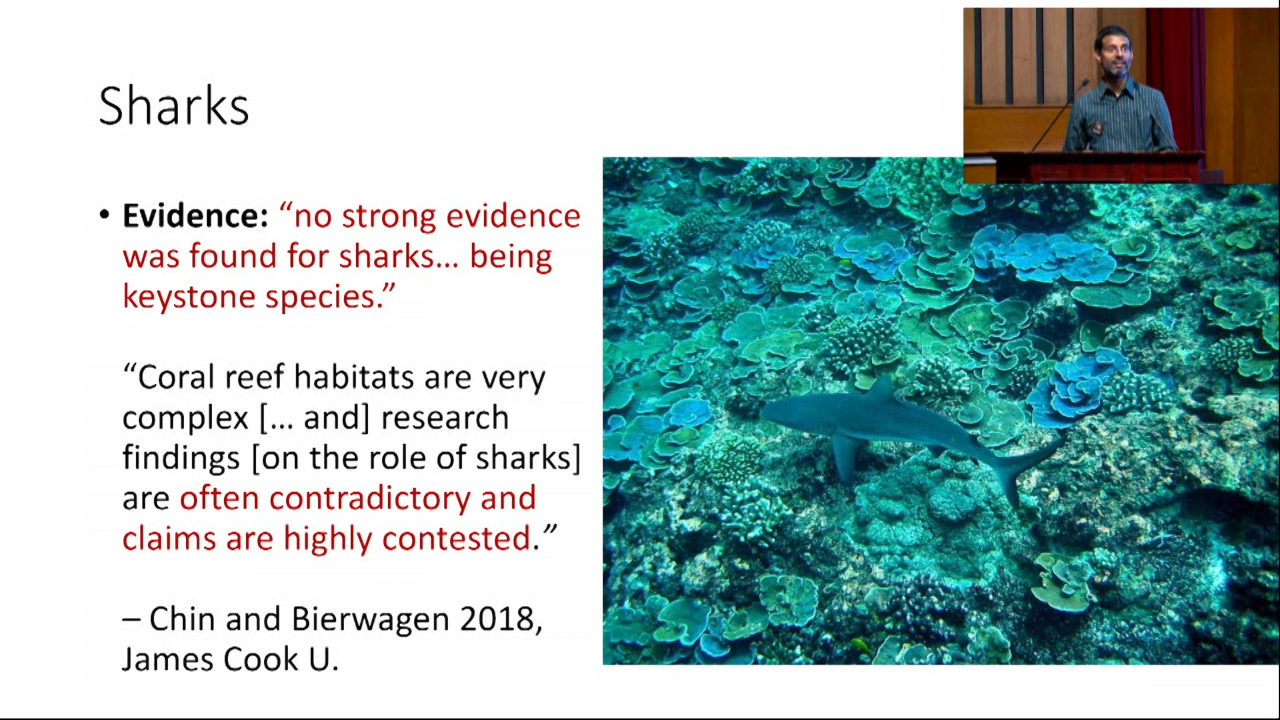 Sharks
• Evidence: “no strong evidence
was found for sharks... being
keystone species.”
“Coral reef habitats are very
complex [... and] research
findings [on the role of sharks]
are often contradictory and
claims are highly contested.”
– Chin and Bierwagen 2018,
James Cook U.